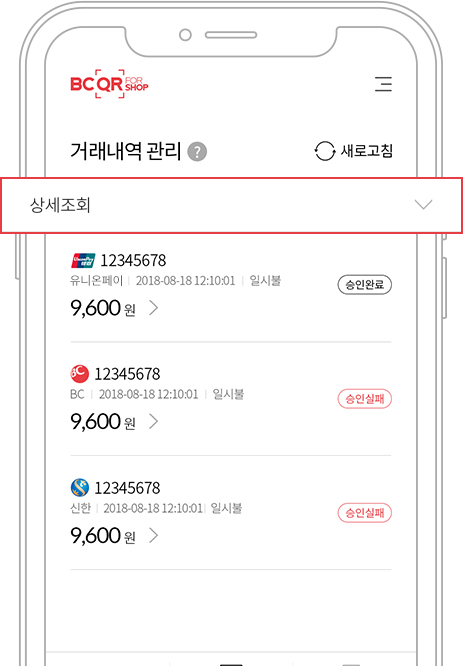 BC QR FOR SHOP
거래내역 관리 ? 새로고침
상세조회
UnionPay 12345678
유니온페이 | 2018-08-18 12:10:01 | 일시불
승인완료
9,600 원
BC 12345678
BC | 2018-08-18 12:10:01 | 일시불
승인실패
9,600 원
12345678
신한 | 2018-08-18 12:10:01 | 일시불
승인실패
9,600 원